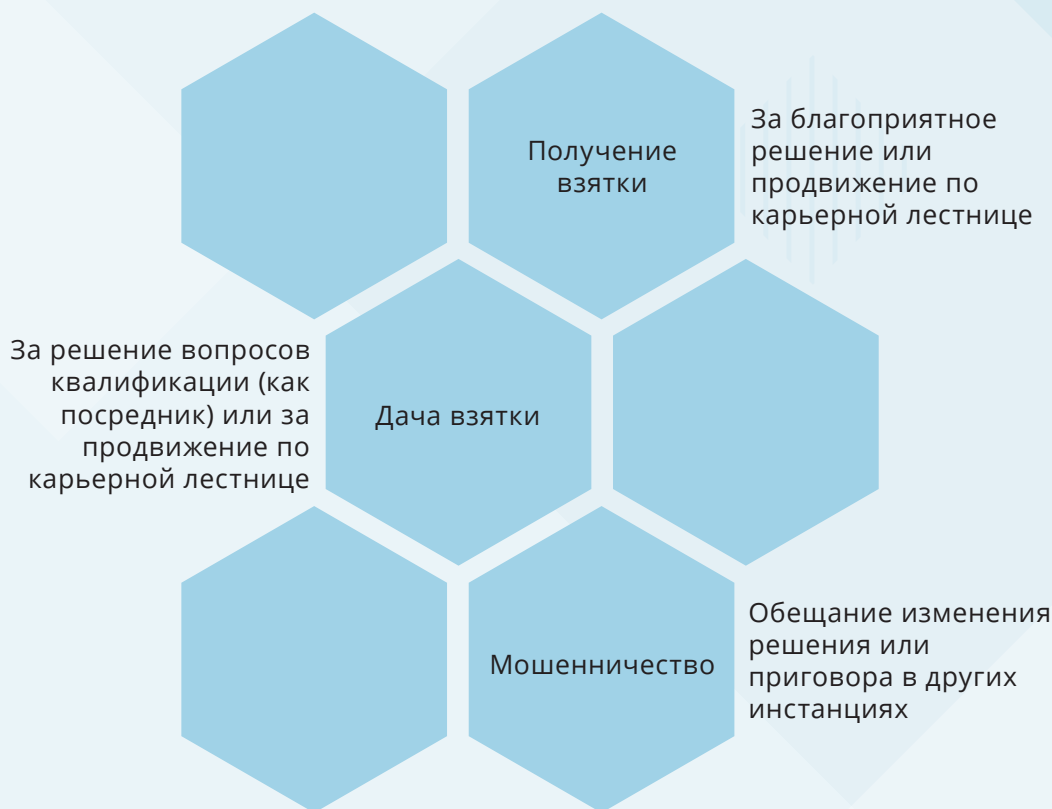 Получение
взятки
За благоприятное
решение или
продвижение по
карьерной лестнице
За решение вопросов
квалификации (как
посредник) или за
продвижение по
карьерной лестнице
Дача взятки
Мошенничество
Обещание изменения
решения или
приговора в других
инстанциях